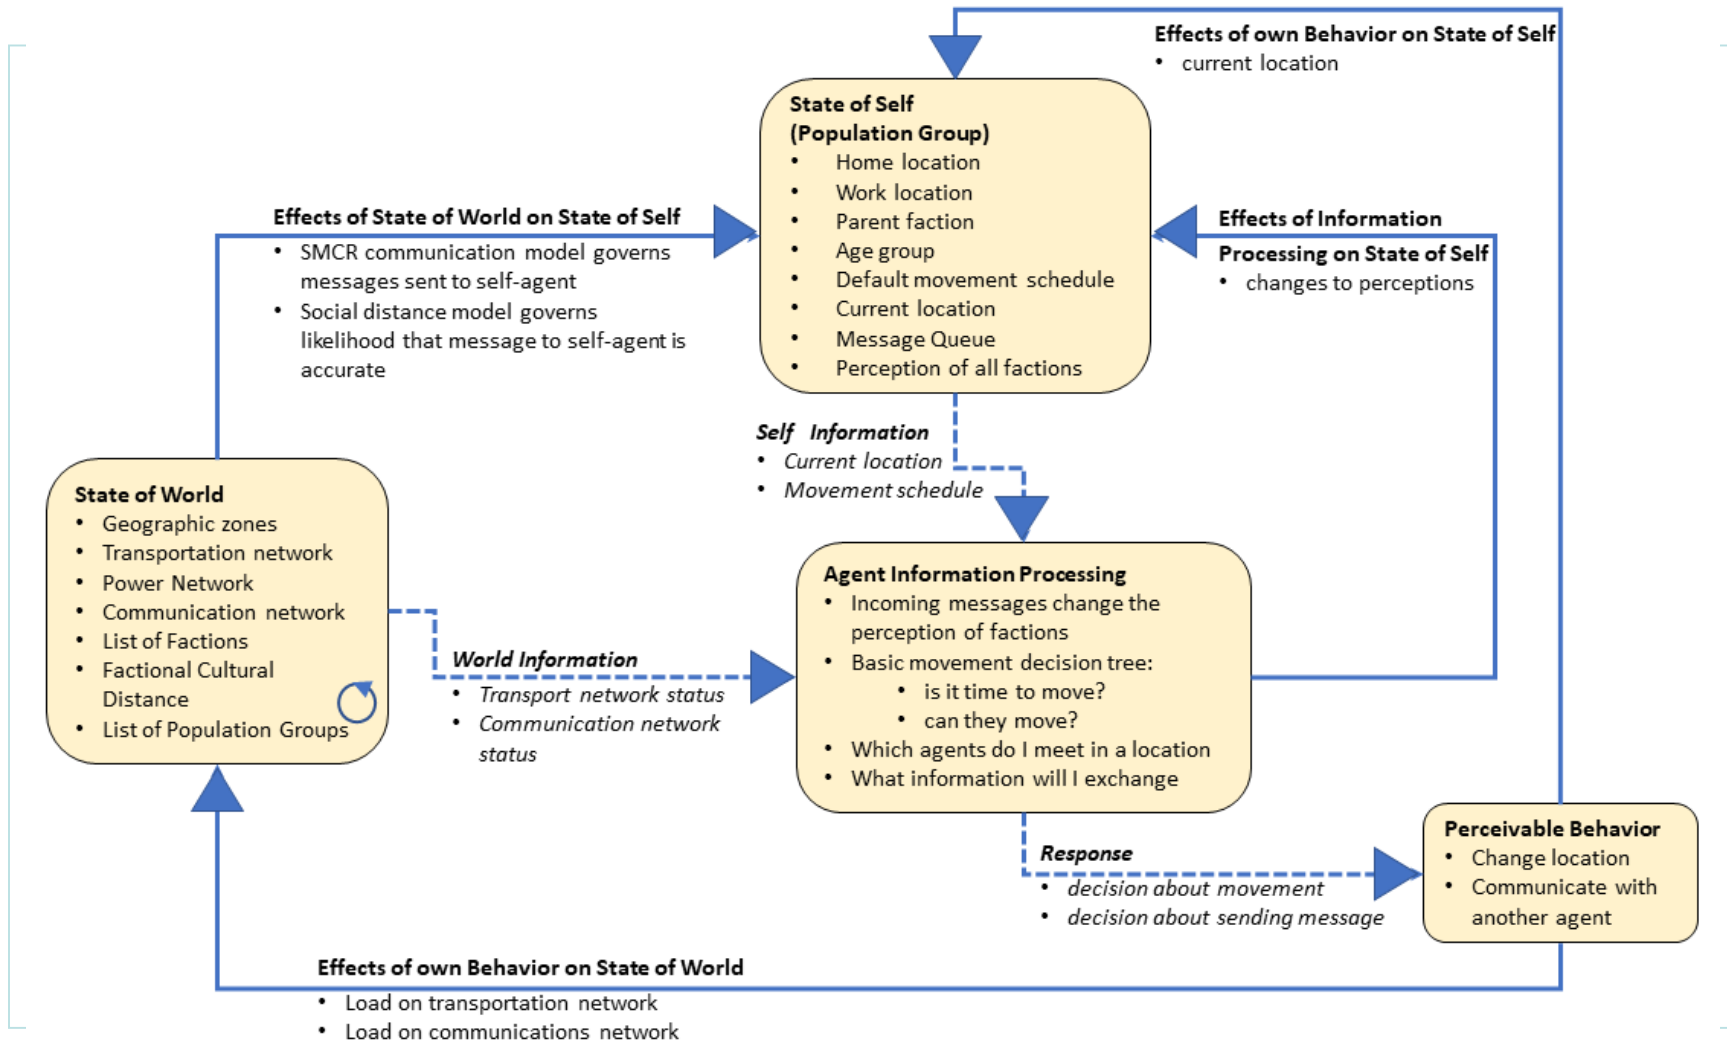 Effects of own Behavior on State of Self
• current location
State of Self
(Population Group)
• Home location
• Work location
• Parent faction
• Age group
• Default movement schedule
• Current location
• Message Queue
• Perception of all factions
Effects of State of World on State of Self
• SMCR communication model governs
messages sent to self-agent
• Social distance model governs
likelihood that message to self-agent is
accurate
Effects of Information
Processing on State of Self
• changes to perceptions
Self Information
• Current location
• Movement schedule
State of World
• Geographic zones
• Transportation network
• Power Network
• Communication network
• List of Factions
• Factional Cultural
Distance
• List of Population Groups
World Information
• Transport network status
• Communication network
status
Agent Information Processing
• Incoming messages change the
perception of factions
• Basic movement decision tree:
• is it time to move?
• can they move?
• Which agents do I meet in a location
• What information will I exchange
Response
• decision about movement
• decision about sending message
Perceivable Behavior
• Change location
• Communicate with
another agent
Effects of own Behavior on State of World
• Load on transportation network
• Load on communications network